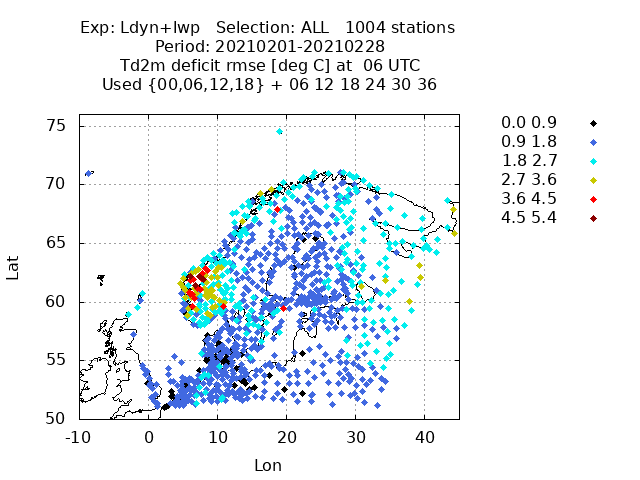 Exp: Ldyn+lwp   Selection: ALL   1004 stations
Period: 20210201-20210228
Td2m deficit rmse [deg C] at  06 UTC
Used {00,06,12,18} + 06 12 18 24 30 36
0.0 0.9
0.9 1.8
1.8 2.7
2.7 3.6
3.6 4.5
4.5 5.4
75
70
65
60
55
50
Lat
-10 0 10 20 30 40
Lon